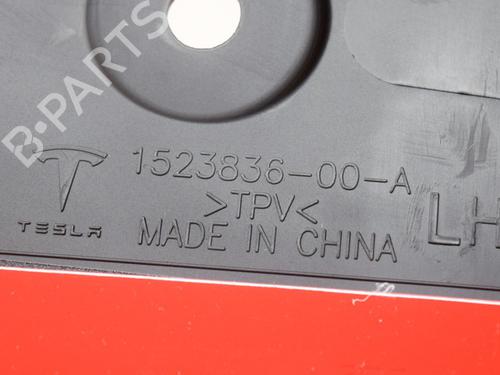 B-PARTS
1523836-00-A
>TPV<
TESLA
MADE IN CHINA
LH